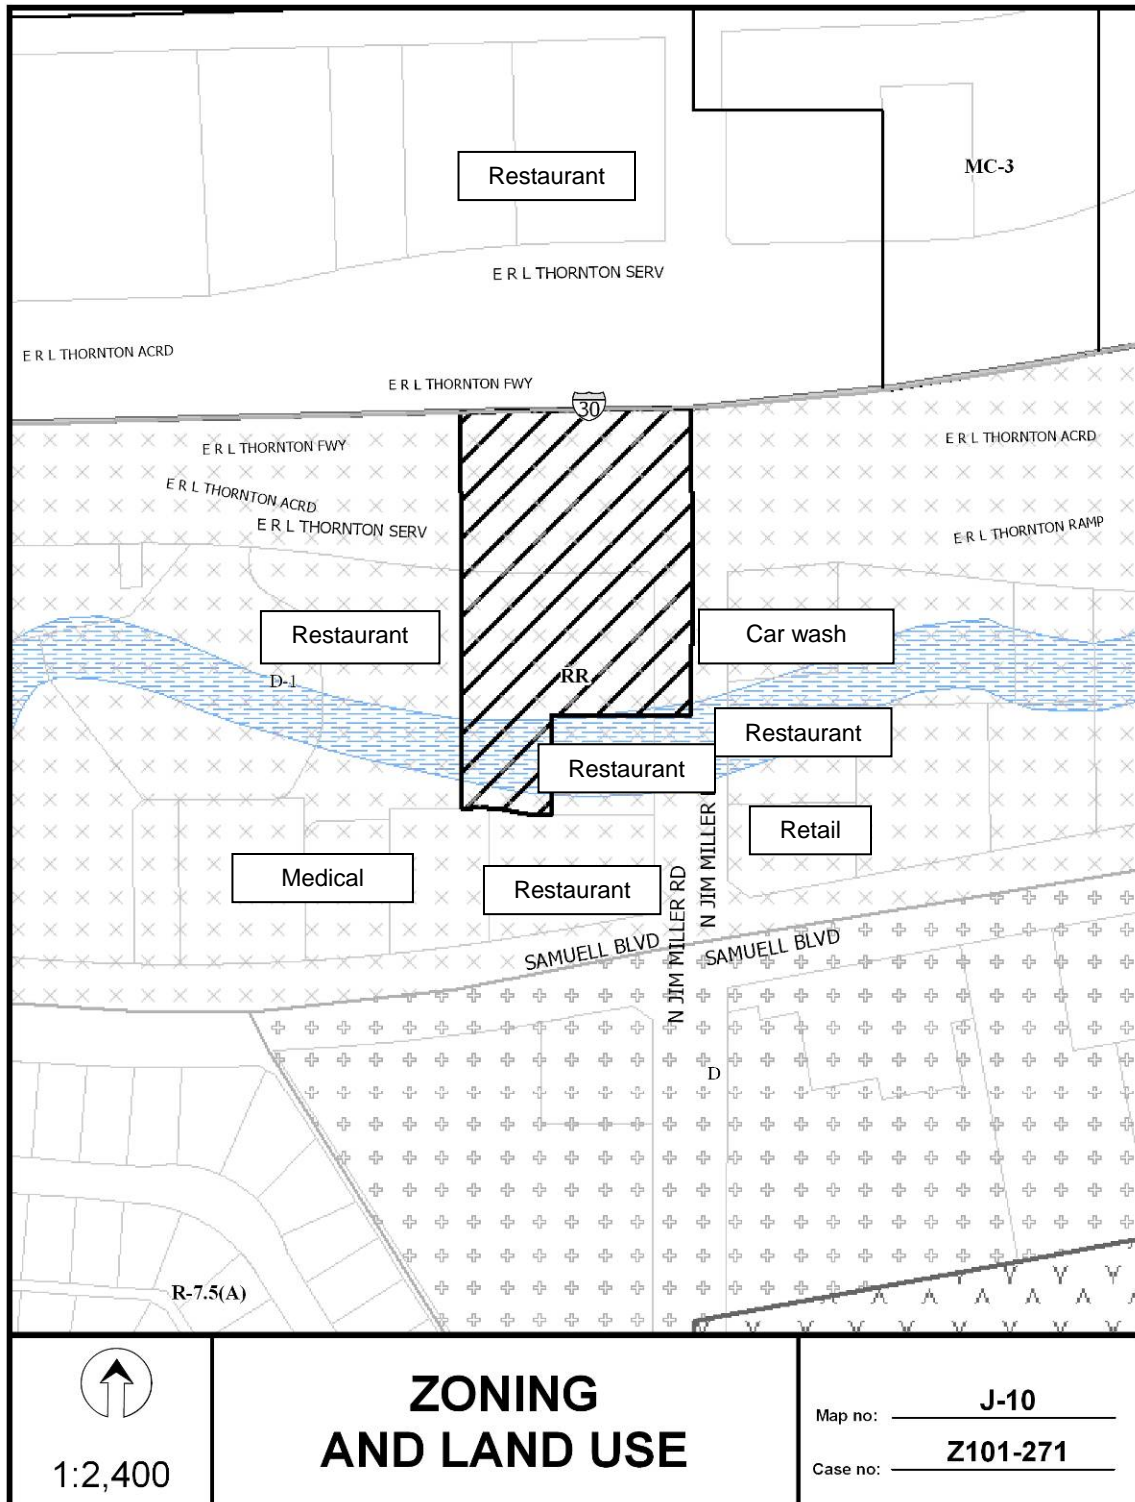 Restaurant
MC-3
E R L THORNTON SERV
E R L THORNTON ACRD
E R L THORNTON FWY
30
E R L THORNTON FWY
E R L THORNTON ACRD
E R L THORNTON ACRD
E R L THORNTON SERV
E R L THORNTON RAMP
Restaurant
Car wash
RR
D-1
Restaurant
Restaurant
N JIM MILLER
Retail
Medical
Restaurant
N JIM MILLER RD
SAMUELL BLVD
SAMUELL BLVD
D
R-7.5(A)
1:2,400
ZONING
AND LAND USE
Map no: J-10
Case no: Z101-271